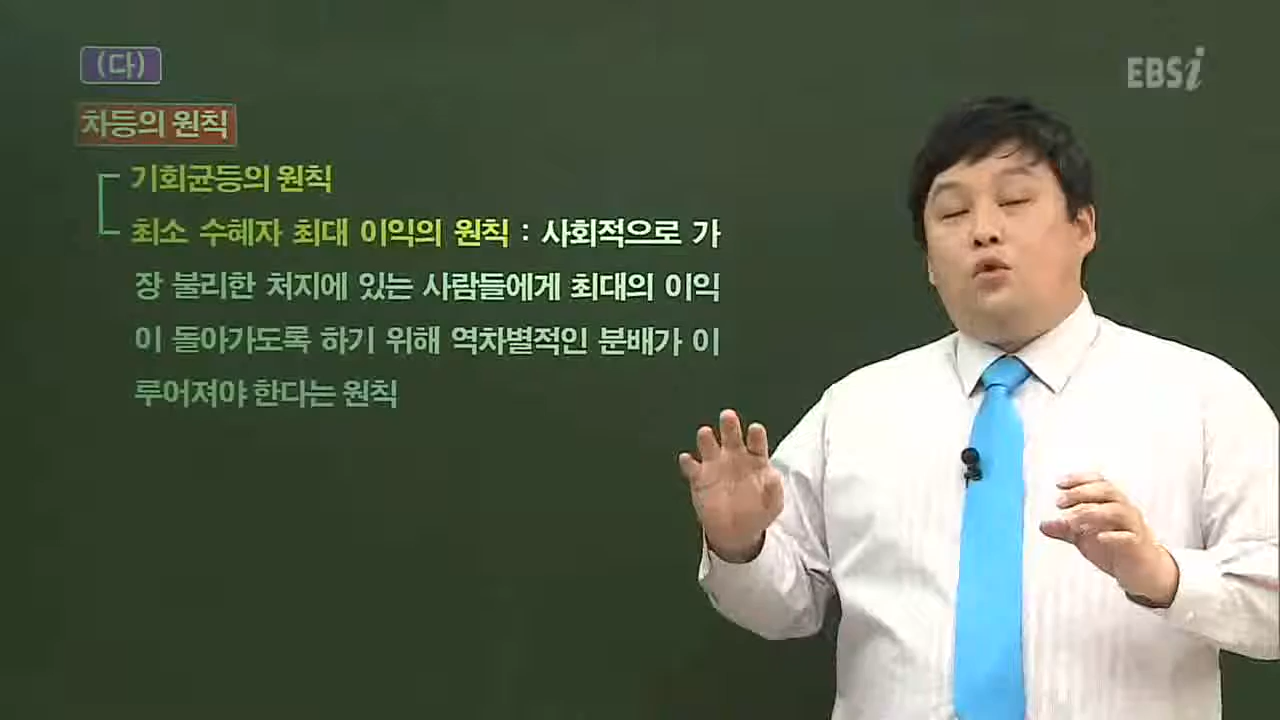 (다)
EBSi
차등의 원칙
기회균등의 원칙
최소 수혜자 최대 이익의 원칙 : 사회적으로 가
장 불리한 처지에 있는 사람들에게 최대의 이익
이 돌아가도록 하기 위해 역차별적인 분배가 이
루어져야 한다는 원칙